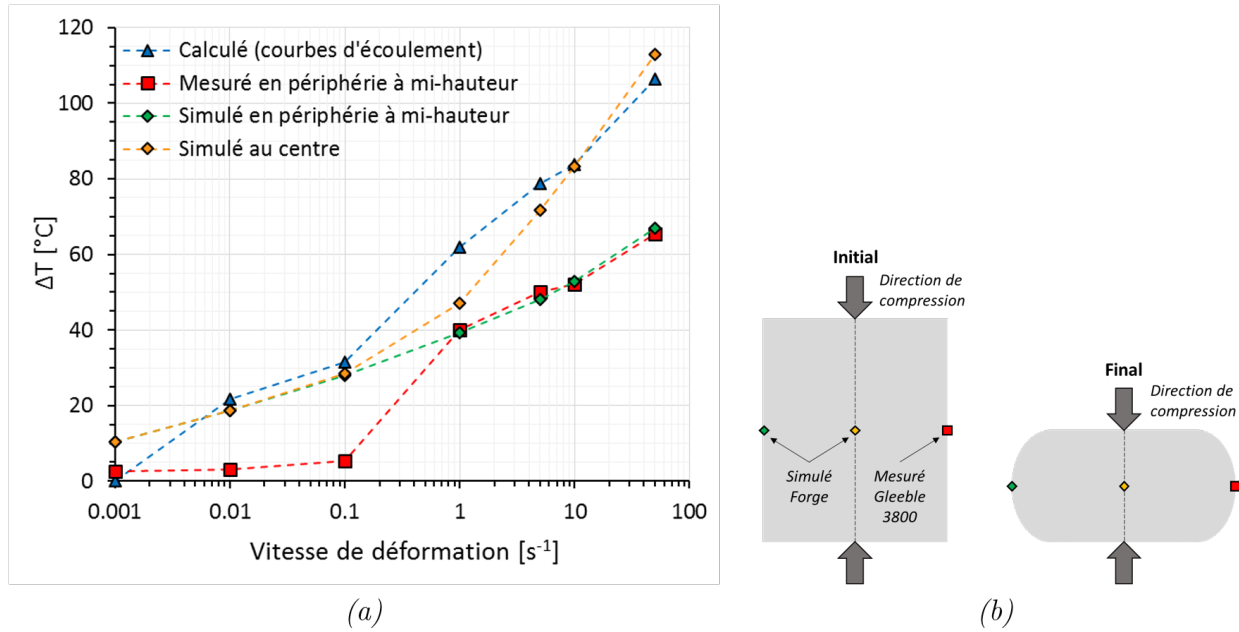 120
100
80
60
40
20
0
ΔT [°C]
Calculé (courbes d'écoulement)
Mesuré en périphérie à mi-hauteur
Simulé en périphérie à mi-hauteur
Simulé au centre
0.001 0.01 0.1 1 10 100
Vitesse de déformation [s⁻¹]
(a)
Initial
Direction de
compression
Simulé
Forge
Mesuré
Gleeble
3800
Final
Direction de
compression
(b)